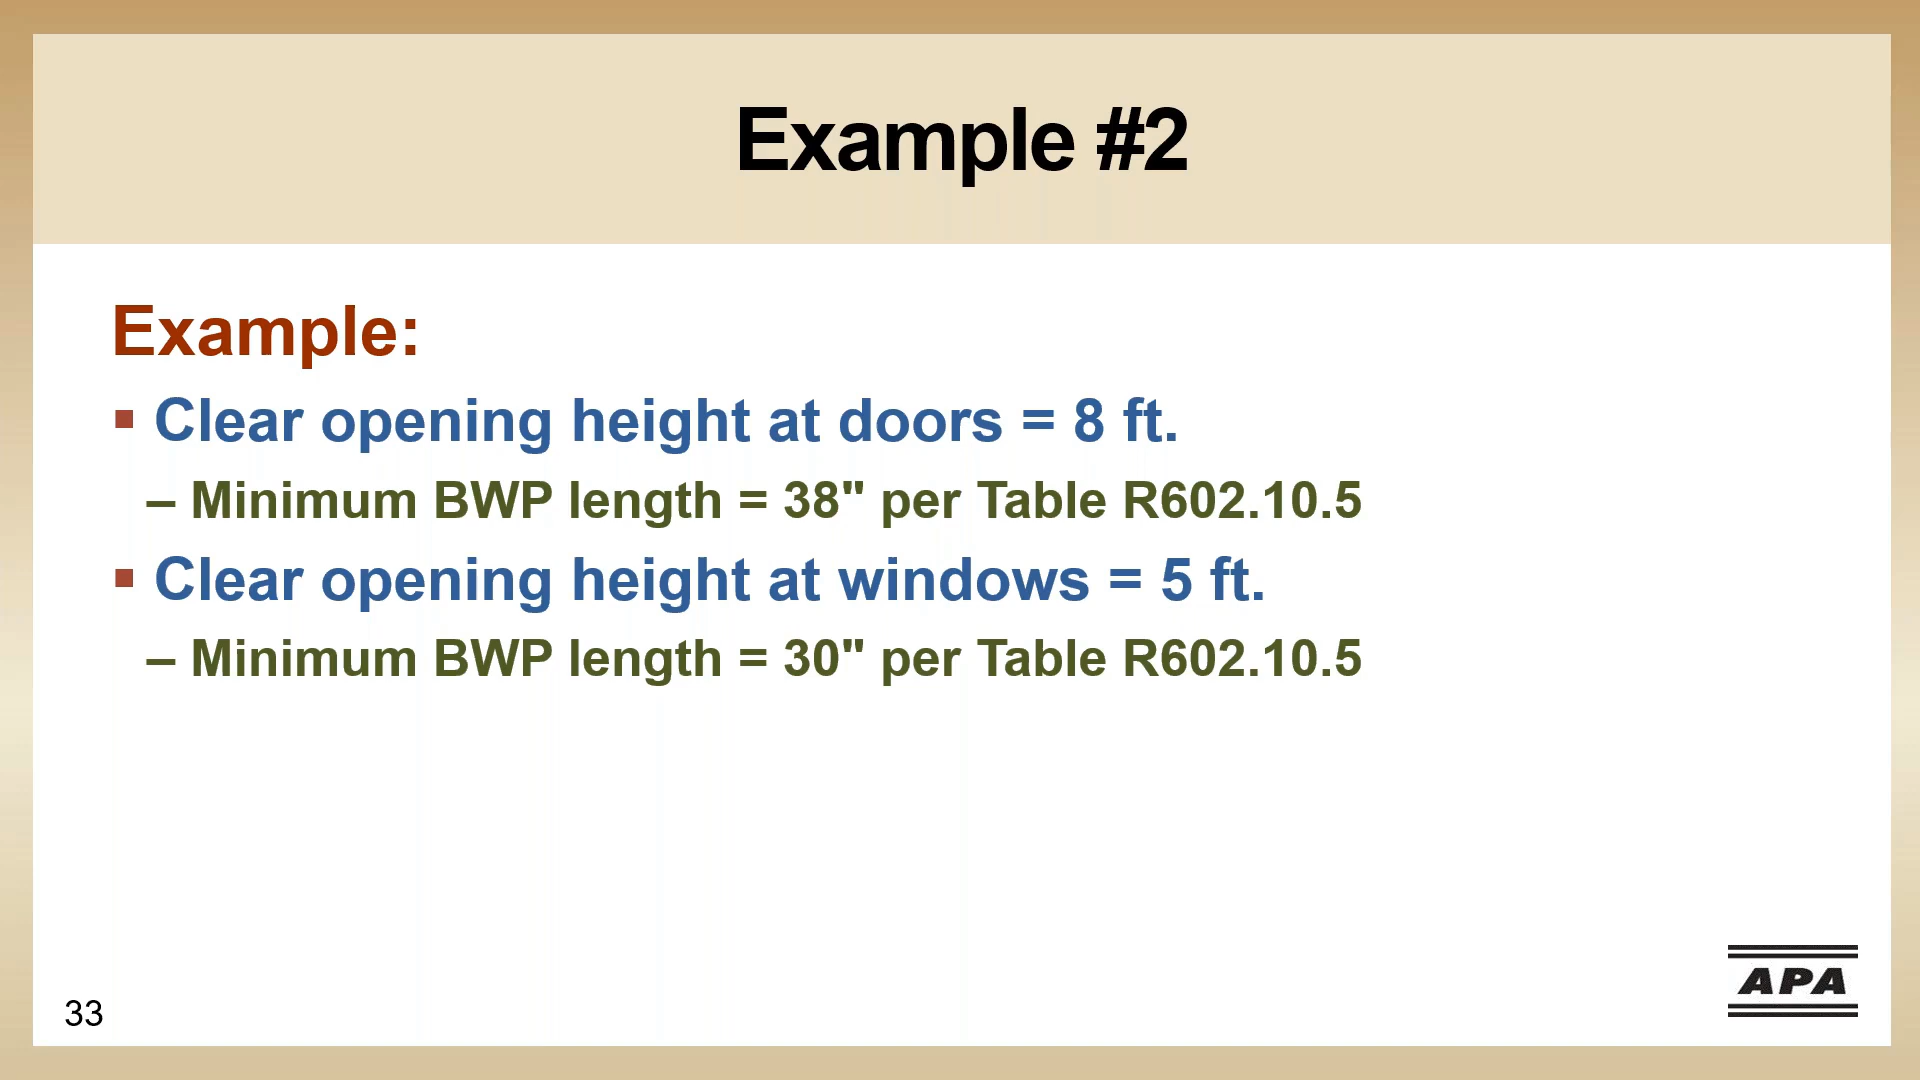 Example #2
Example:
▪ Clear opening height at doors = 8 ft.
– Minimum BWP length = 38" per Table R602.10.5
▪ Clear opening height at windows = 5 ft.
– Minimum BWP length = 30" per Table R602.10.5
APA
33